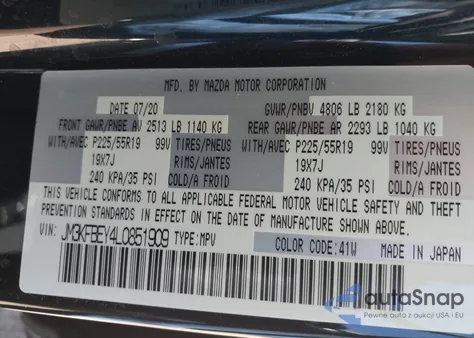 MFD. BY MAZDA MOTOR CORPORATION
DATE 07/20 GVWR/PNBV 4806 LB 2180 KG
FRONT GAWR/PNBE AV 2513 LB 1140 KG REAR GAWR/PNBE AR 2293 LB 1040 KG
WITH/AVEC P225/55R19 99V TIRES/PNEUS WITH/AVEC P225/55R19 99V TIRES/PNEUS
19X7J RIMS/JANTES 19X7J RIMS/JANTES
240 KPA/35 PSI COLD/A FROID 240 KPA/35 PSI COLD/A FROID
THIS VEHICLE CONFORMS TO ALL APPLICABLE FEDERAL MOTOR VEHICLE SAFETY AND THEFT
PREVENTION STANDARDS IN EFFECT ON THE DATE OF MANUFACTURE SHOWN ABOVE.
VIN: JM3KFBEY4L0851909 TYPE:MPV COLOR CODE:41W MADE IN JAPAN
autoSnap
Pewne auta z aukcji USA i EU